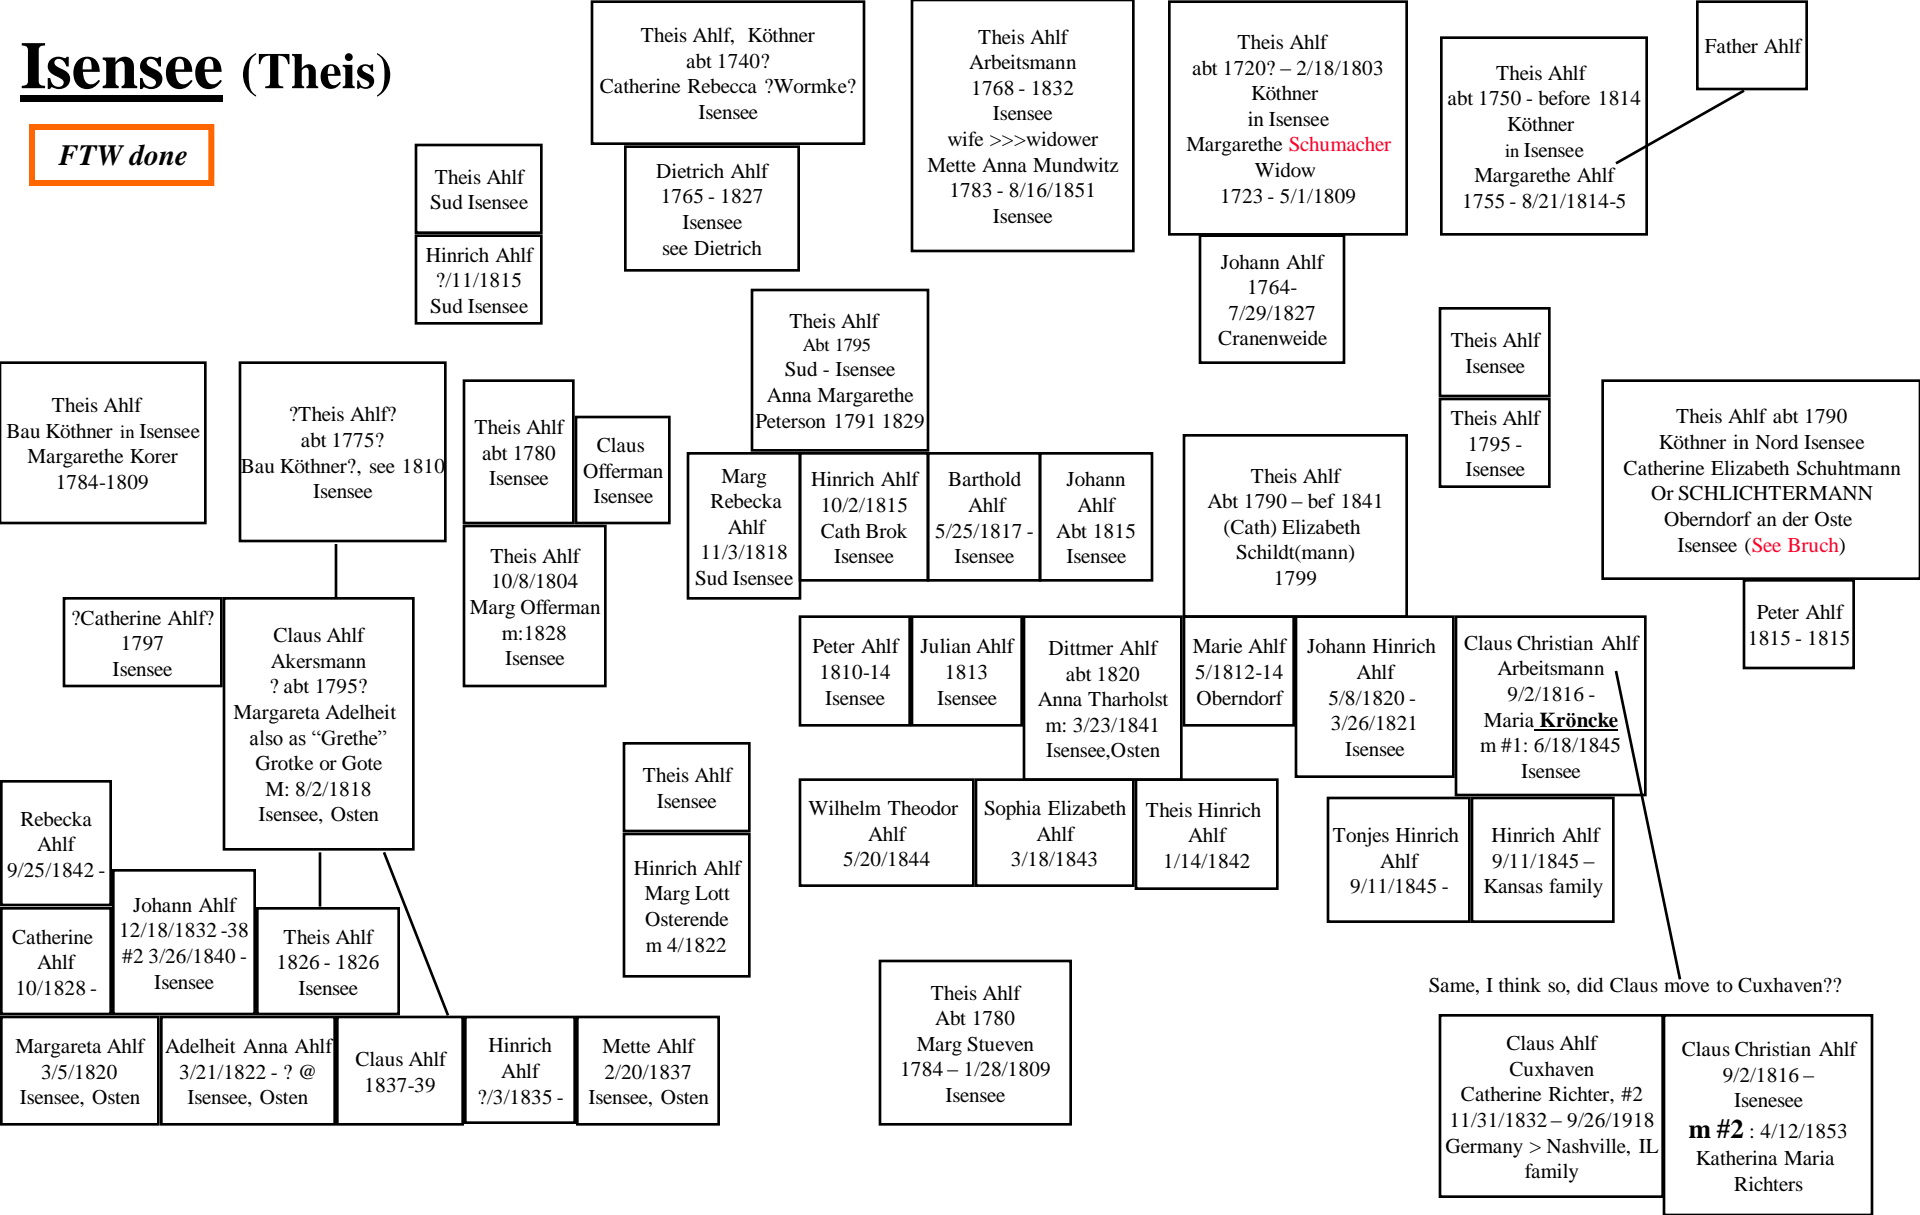 Isensee (Theis)
FTW done
Theis Ahlf, Köthner
abt 1740?
Catherine Rebecca ?Wormke?
Isensee
Dietrich Ahlf
1765 - 1827
Isensee
see Dietrich
Theis Ahlf
Arbeitsmann
1768 - 1832
Isensee
wife >>>widower
Mette Anna Mundwitz
1783 - 8/16/1851
Isensee
Theis Ahlf
abt 1720? – 2/18/1803
Köthner
in Isensee
Margarethe Schumacher
Widow
1723 - 5/1/1809
Johann Ahlf
1764-
7/29/1827
Cranenweide
Theis Ahlf
abt 1750 - before 1814
Köthner
in Isensee
Margarethe Ahlf
1755 - 8/21/1814-5
Father Ahlf
Theis Ahlf
Sud Isensee
Hinrich Ahlf
?/11/1815
Sud Isensee
Theis Ahlf
Abt 1795
Sud - Isensee
Anna Margarethe
Peterson 1791 1829
Theis Ahlf
Isensee
Theis Ahlf
1795 -
Isensee
Theis Ahlf
Bau Köthner in Isensee
Margarethe Korer
1784-1809
?Theis Ahlf?
abt 1775?
Bau Köthner?, see 1810
Isensee
Theis Ahlf
abt 1780
Isensee
Claus
Offerman
Isensee
Theis Ahlf
10/8/1804
Marg Offerman
m:1828
Isensee
Marg
Rebecka
Ahlf
11/3/1818
Sud Isensee
Hinrich Ahlf
10/2/1815
Cath Brok
Isensee
Barthold
Ahlf
5/25/1817 -
Isensee
Johann
Ahlf
Abt 1815
Isensee
Theis Ahlf
Abt 1790 – bef 1841
(Cath) Elizabeth
Schildt(mann)
1799
Theis Ahlf abt 1790
Köthner in Nord Isensee
Catherine Elizabeth Schuhtmann
Or SCHLICHTERMANN
Oberndorf an der Oste
Isensee (See Bruch)
Peter Ahlf
1815 - 1815
?Catherine Ahlf?
1797
Isensee
Claus Ahlf
Akersmann
? abt 1795?
Margareta Adelheit
also as “Grethe”
Grotke or Gote
M: 8/2/1818
Isensee, Osten
Peter Ahlf
1810-14
Isensee
Julian Ahlf
1813
Isensee
Dittmer Ahlf
abt 1820
Anna Tharholst
m: 3/23/1841
Isensee,Osten
Marie Ahlf
5/1812-14
Oberndorf
Johann Hinrich
Ahlf
5/8/1820 -
3/26/1821
Isensee
Claus Christian Ahlf
Arbeitsmann
9/2/1816 -
Maria Kröncke
m #1: 6/18/1845
Isensee
Theis Ahlf
Isensee
Hinrich Ahlf
Marg Lott
Osterende
m 4/1822
Wilhelm Theodor
Ahlf
5/20/1844
Sophia Elizabeth
Ahlf
3/18/1843
Theis Hinrich
Ahlf
1/14/1842
Tonjes Hinrich
Ahlf
9/11/1845 -
Hinrich Ahlf
9/11/1845 –
Kansas family
Rebecka
Ahlf
9/25/1842 -
Catherine
Ahlf
10/1828 -
Johann Ahlf
12/18/1832 -38
#2 3/26/1840 -
Isensee
Theis Ahlf
1826 - 1826
Isensee
Margareta Ahlf
3/5/1820
Isensee, Osten
Adelheit Anna Ahlf
3/21/1822 - ? @
Isensee, Osten
Claus Ahlf
1837-39
Hinrich
Ahlf
?/3/1835 -
Mette Ahlf
2/20/1837
Isensee, Osten
Theis Ahlf
Abt 1780
Marg Stueven
1784 – 1/28/1809
Isensee
Same, I think so, did Claus move to Cuxhaven??
Claus Ahlf
Cuxhaven
Catherine Richter, #2
11/31/1832 – 9/26/1918
Germany > Nashville, IL
family
Claus Christian Ahlf
9/2/1816 –
Isenesee
m #2 : 4/12/1853
Katherina Maria
Richters